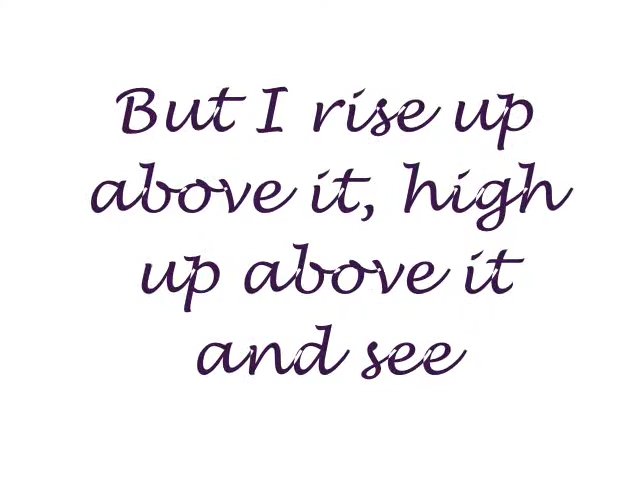 But I rise up
above it, high
up above it
and see